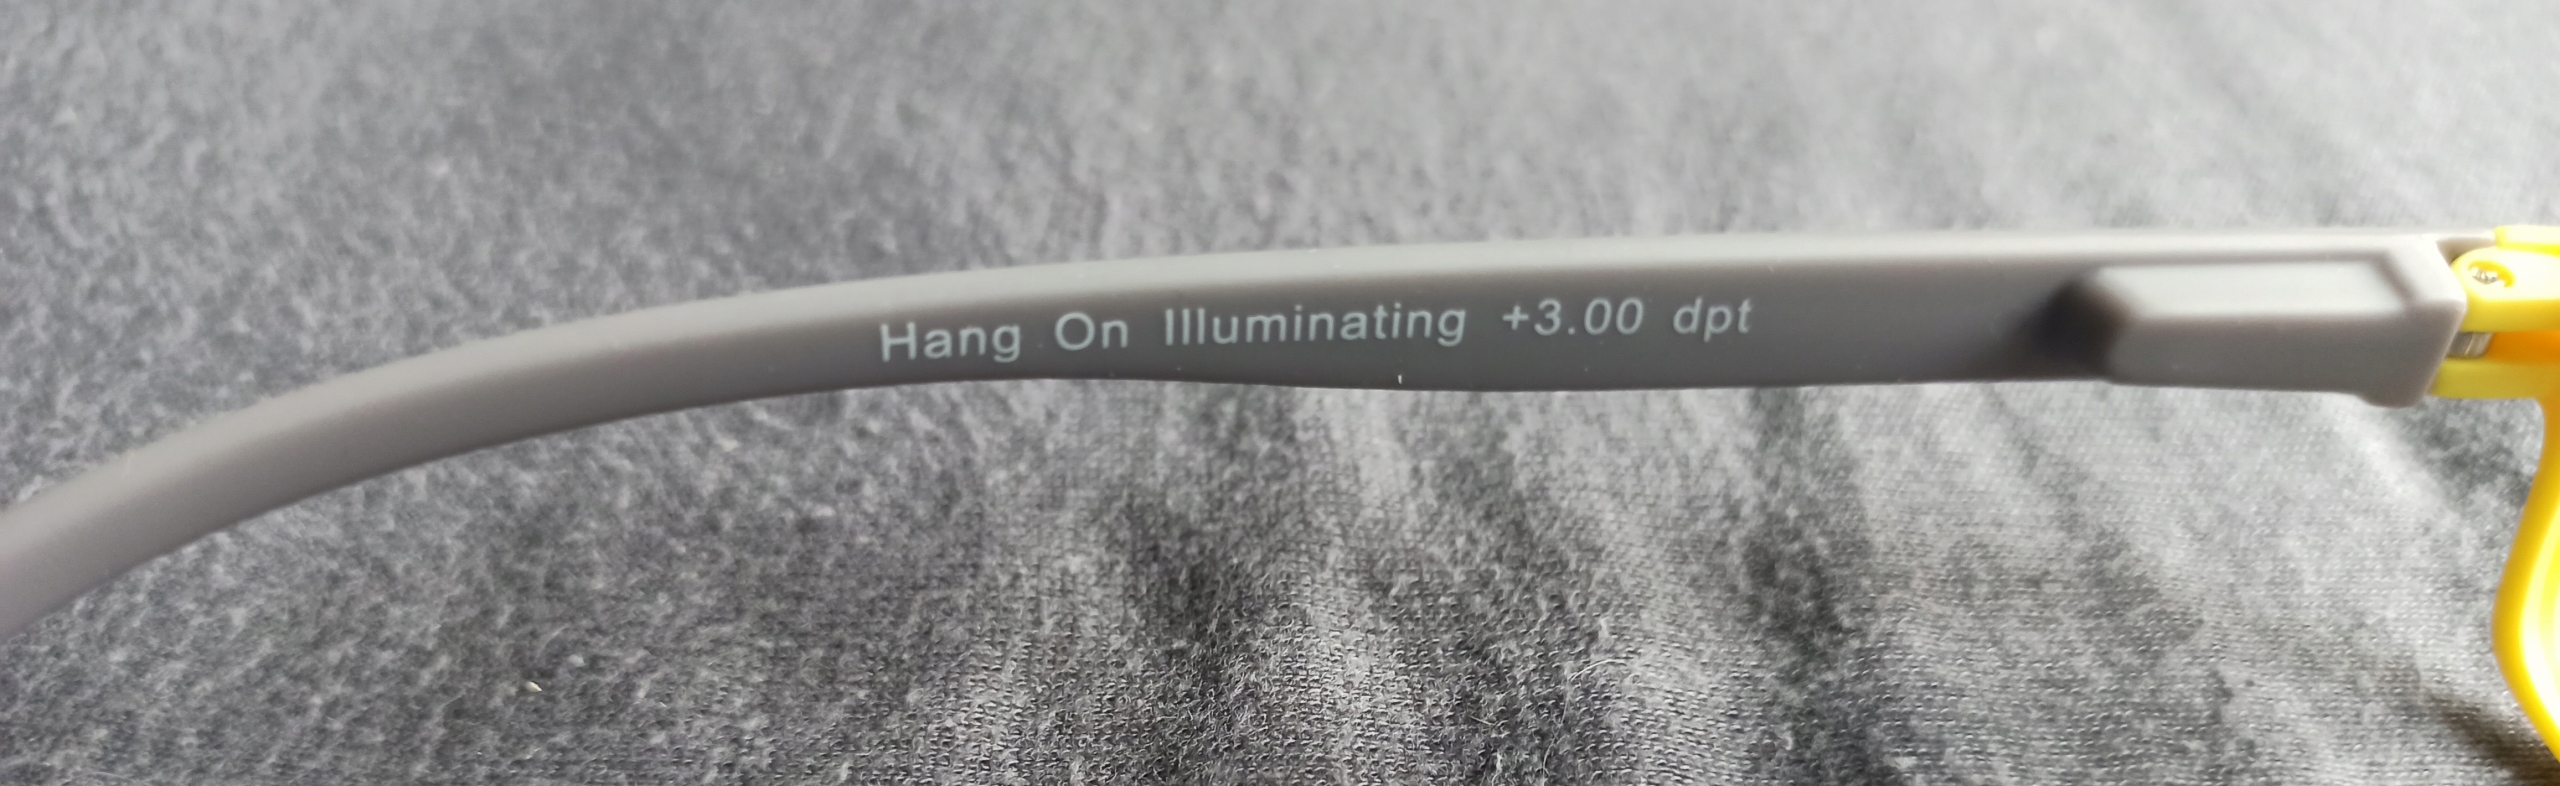 Hang On Illuminating +3.00 dpt